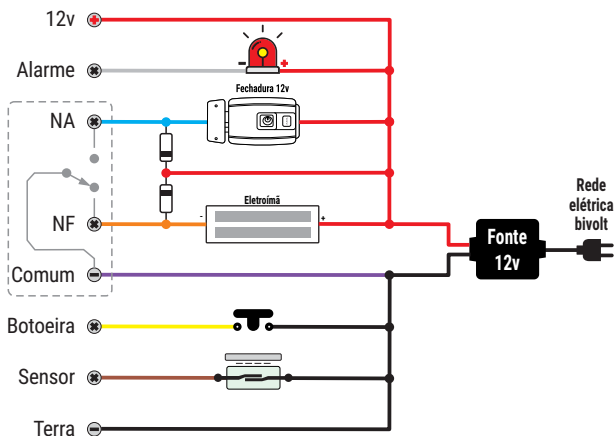 12v
Alarme
Fechadura 12v
NA
Eletroímã
NF
Rede
elétrica
bivolt
Fonte
12v
Comum
Botoeira
Sensor
Terra